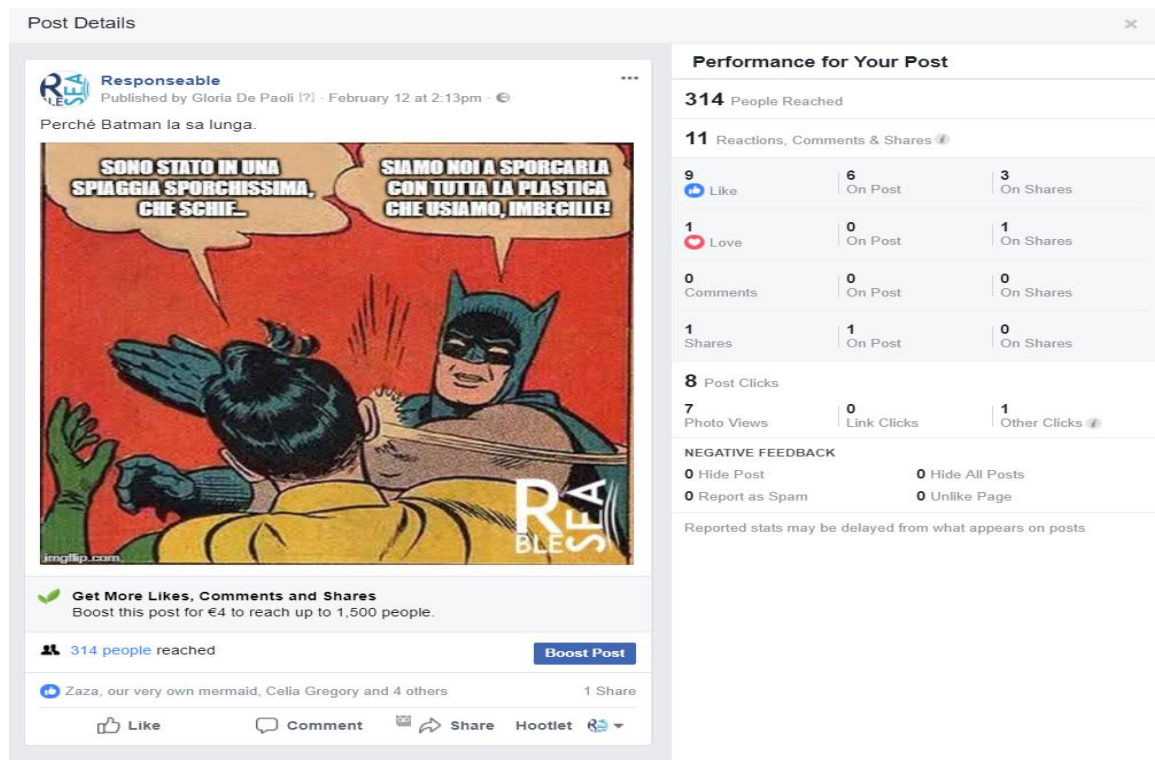 Post Details
Responseable
Published by Gloria De Paoli [?] · February 12 at 2:13pm ·
Perché Batman la sa lunga.
SONO STATO IN UNA
SPIAGGIA SPORCHISSIMA,
CHE SCHIF...
SIAMO NOI A SPORCARLA
CON TUTTA LA PLASTICA
CHE USIAMO, IMBECILLE!
R
BLE SEA
imgflip.com
Get More Likes, Comments and Shares
Boost this post for €4 to reach up to 1,500 people.
314 people reached
Boost Post
Zaza, our very own mermaid, Celia Gregory and 4 others
1 Share
Like Comment Share Hootlet
Performance for Your Post
314 People Reached
11 Reactions, Comments & Shares
9 6 3
Like On Post On Shares
1 0 1
Love On Post On Shares
0 0 0
Comments On Post On Shares
1 1 0
Shares On Post On Shares
8 Post Clicks
7 0 1
Photo Views Link Clicks Other Clicks
NEGATIVE FEEDBACK
0 Hide Post 0 Hide All Posts
0 Report as Spam 0 Unlike Page
Reported stats may be delayed from what appears on posts